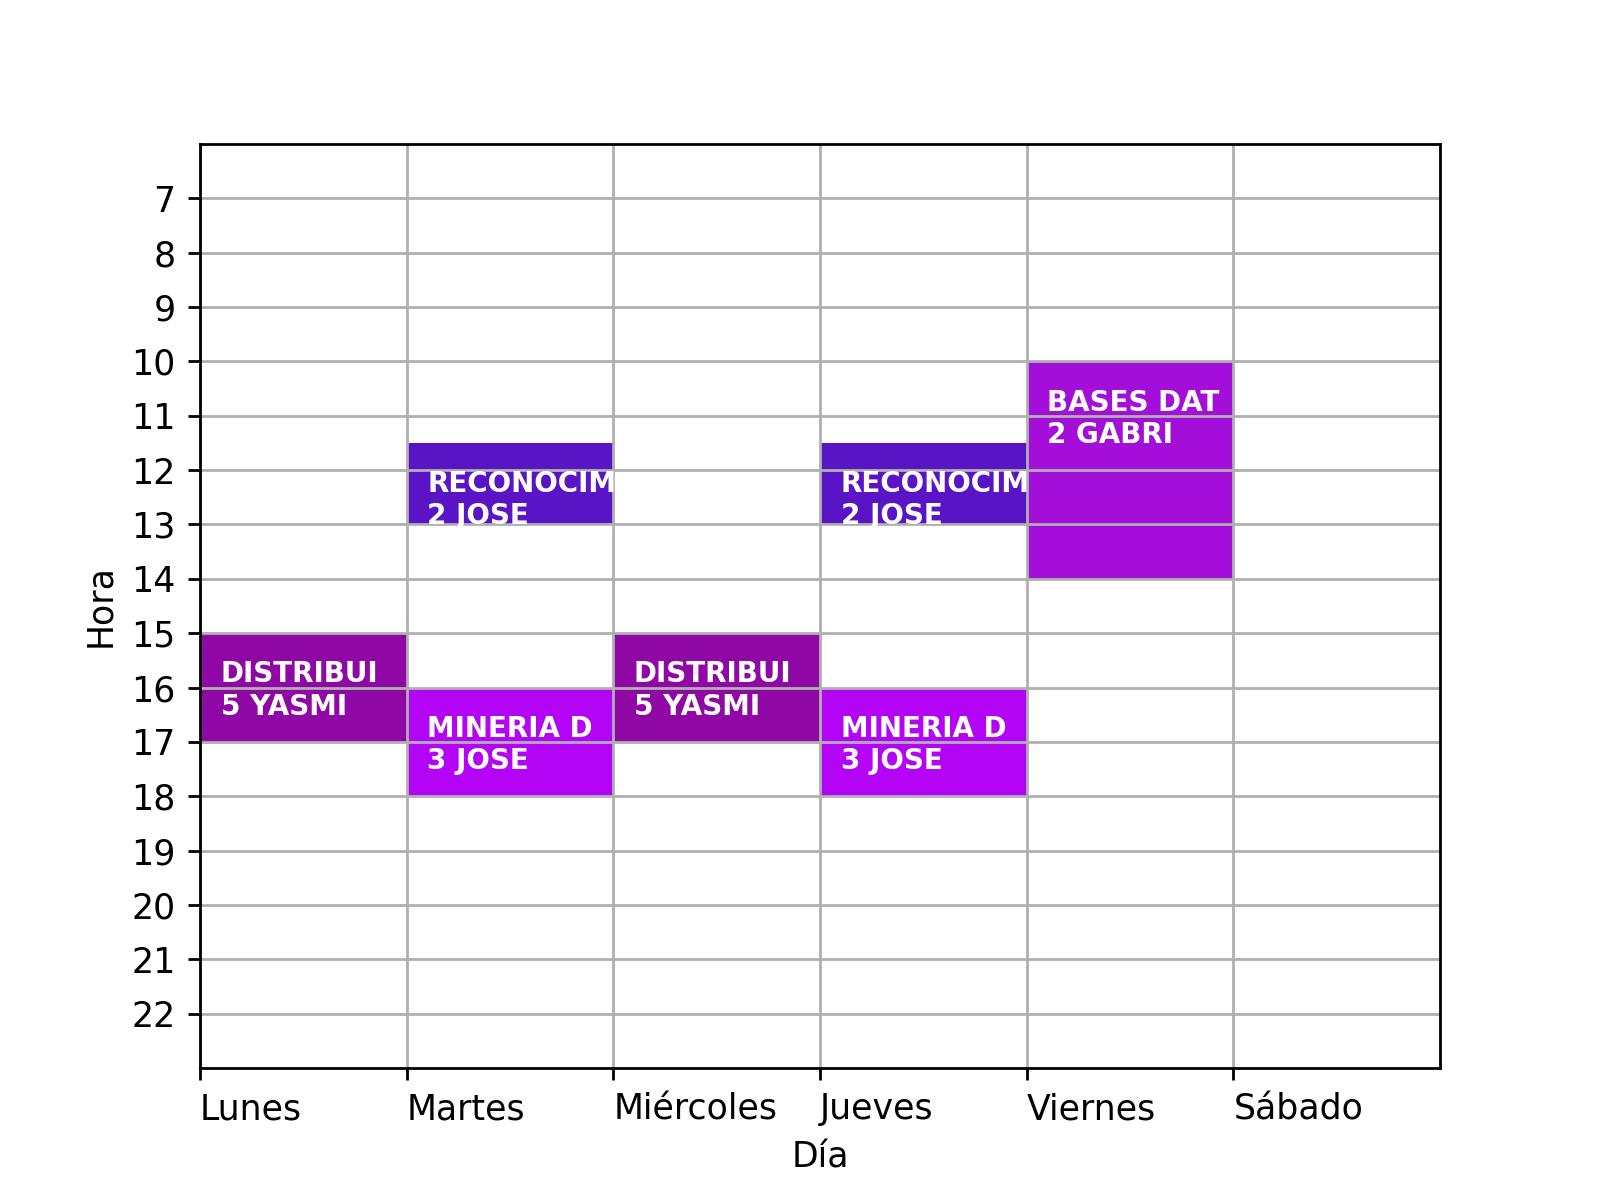 7
8
9
10
11
12
13
14
15
16
17
18
19
20
21
22
Hora
BASES DAT
2 GABRI
RECONOCIM
2 JOSE
RECONOCIM
2 JOSE
DISTRIBUI
5 YASMI
DISTRIBUI
5 YASMI
MINERIA D
3 JOSE
MINERIA D
3 JOSE
Lunes Martes Miércoles Jueves Viernes Sábado
Día